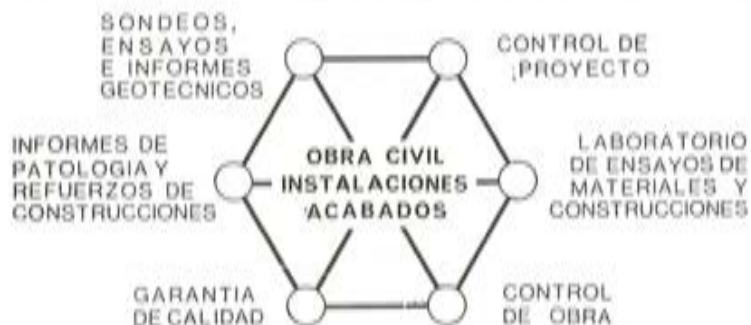 SONDEOS,
ENSAYOS
E INFORMES
GEOTECNICOS
CONTROL DE
PROYECTO
INFORMES DE
PATOLOGIA Y
REFUERZOS DE
CONSTRUCCIONES
OBRA CIVIL
INSTALACIONES
ACABADOS
LABORATORIO
DE ENSAYOS DE
MATERIALES Y
CONSTRUCCIONES
GARANTIA
DE CALIDAD
CONTROL
DE OBRA